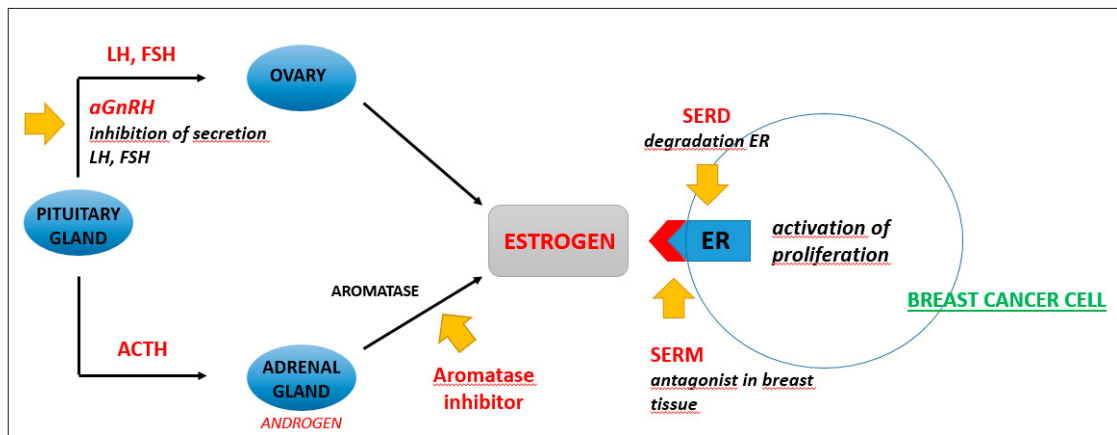 LH, FSH
OVARY
aGnRH
inhibition of secretion
LH, FSH
PITUITARY
GLAND
ACTH
ADRENAL
GLAND
ANDROGEN
AROMATASE
Aromatase
inhibitor
ESTROGEN
SERD
degradation ER
ER
activation of
proliferation
BREAST CANCER CELL
SERM
antagonist in breast
tissue